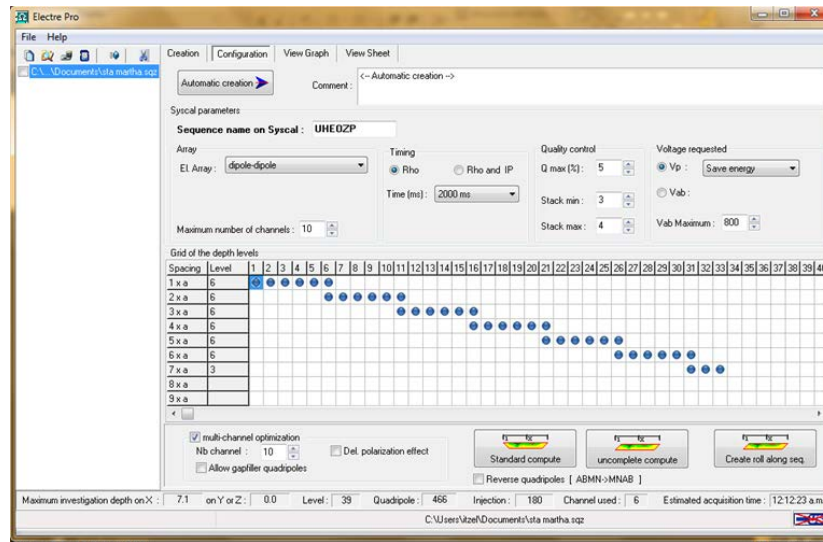 Electre Pro
File Help
Creation Configuration View Graph View Sheet
C:\...\Documents\sta martha.sqz
Automatic creation
Comment : <-- Automatic creation -->
Syscal parameters
Sequence name on Syscal : UHEOZP
Array
El. Array : dipole-dipole
Maximum number of channels : 10
Timing
Rho Rho and IP
Time (ms) : 2000 ms
Quality control
Q max (%) : 5
Stack min : 3
Stack max : 4
Voltage requested
Vp : Save energy
Vab :
Vab Maximum : 800
Grid of the depth levels
Spacing Level 1 2 3 4 5 6 7 8 9 10 11 12 13 14 15 16 17 18 19 20 21 22 23 24 25 26 27 28 29 30 31 32 33 34 35 36 37 38 39
1 x a 6
2 x a 6
3 x a 6
4 x a 6
5 x a 6
6 x a 6
7 x a 3
8 x a
9 x a
multi-channel optimization
Nb channel : 10
Allow gapfiller quadripoles
Del. polarization effect
Standard compute
uncomplete compute
Create roll along seq.
Reverse quadripoles [ ABMN->MNAB ]
Maximum investigation depth on X : 7.1 on Y or Z : 0.0 Level : 39 Quadripole : 466 Injection : 180 Channel used : 6 Estimated acquisition time : 12:12:23 a.m.
C:\Users\itzel\Documents\sta martha.sqz